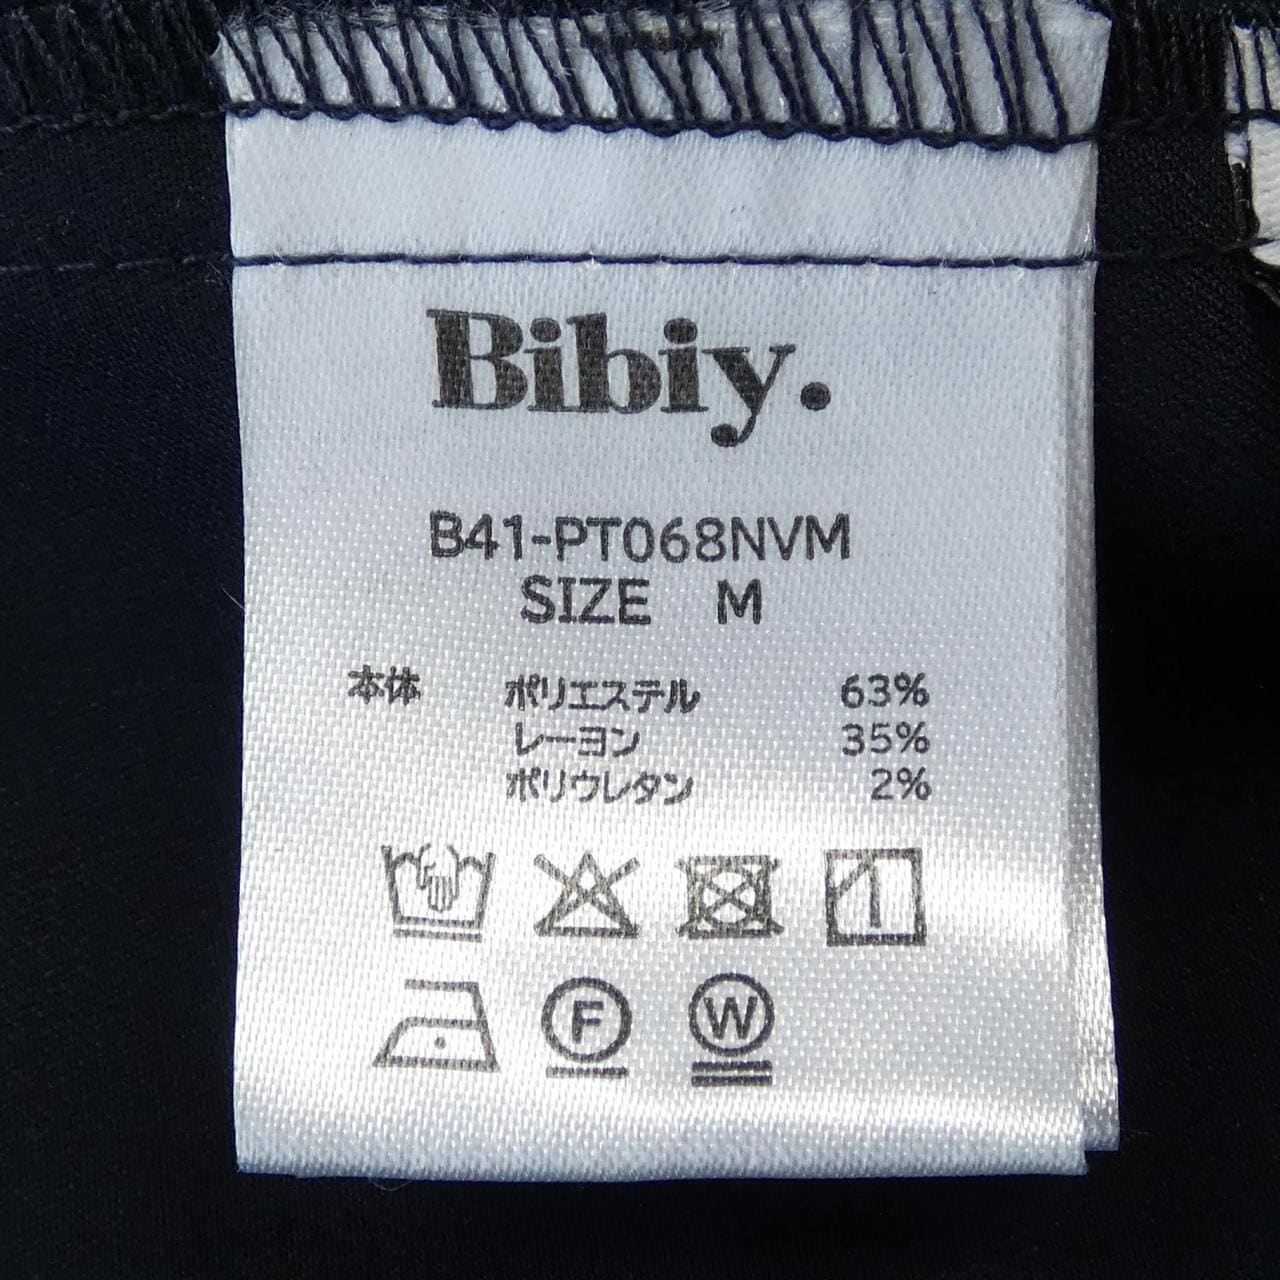 Bibiy.
B41-PT068NVM
SIZE M
本体 ポリエステル 63%
レーヨン 35%
ポリウレタン 2%
F W